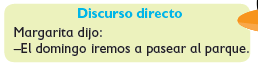 Discurso directo
Margarita dijo:
–El domingo iremos a pasear al parque.